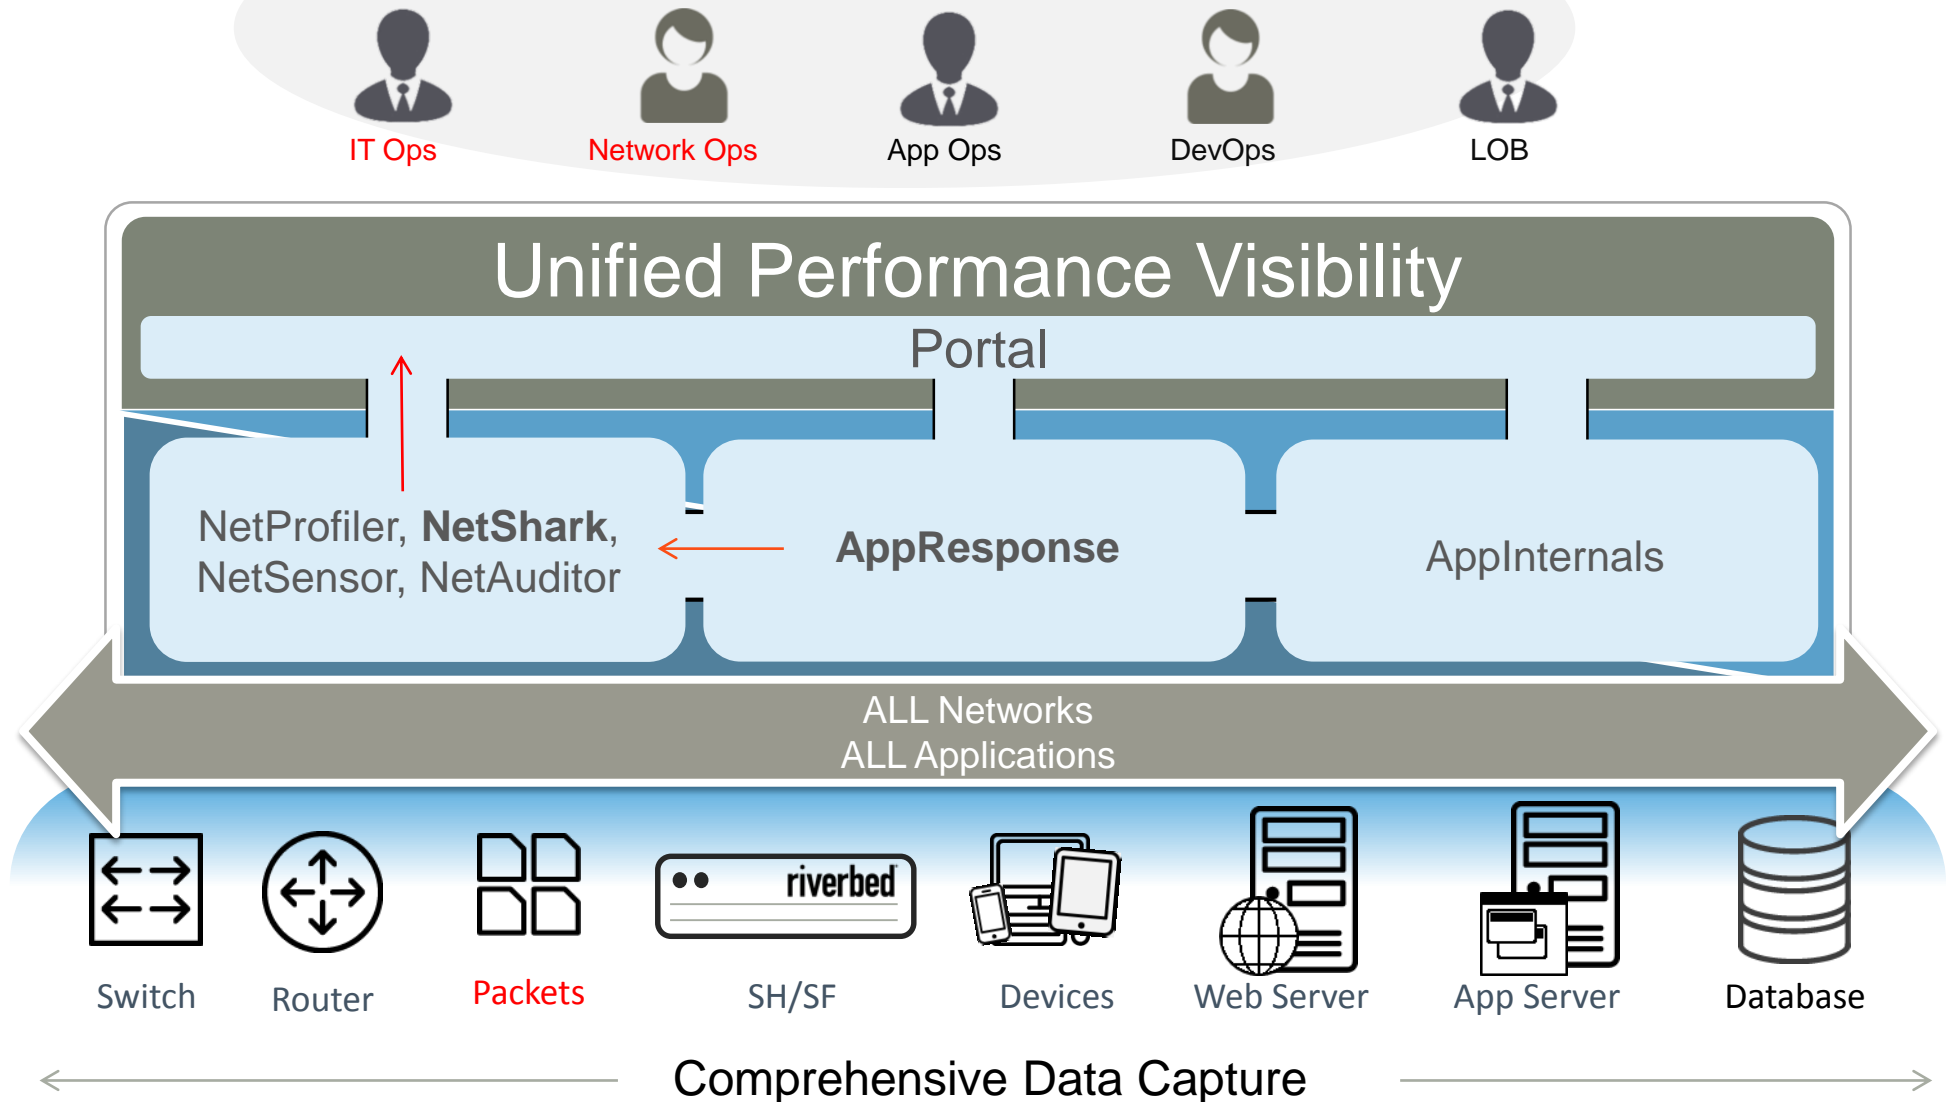 IT Ops
Network Ops
App Ops
DevOps
LOB
Unified Performance Visibility
Portal
NetProfiler, NetShark,
NetSensor, NetAuditor
AppResponse
AppInternals
ALL Networks
ALL Applications
riverbed
Switch
Router
Packets
SH/SF
Devices
Web Server
App Server
Database
Comprehensive Data Capture